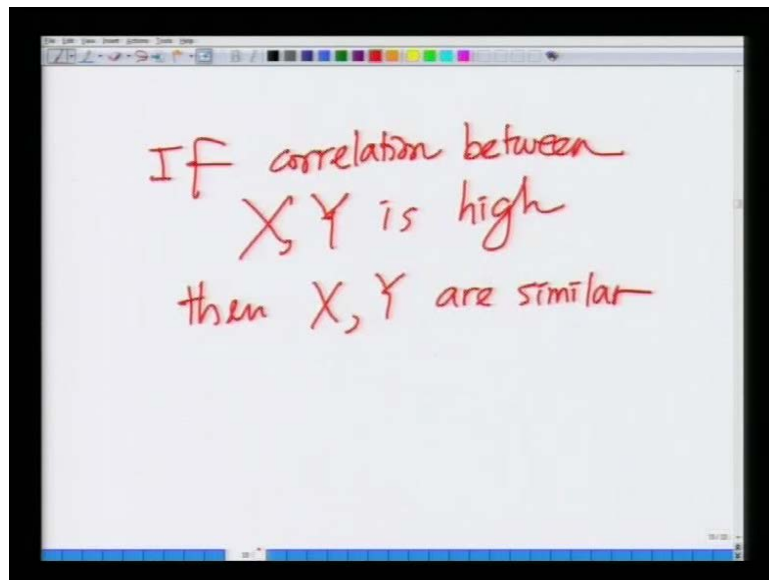 IF correlation between
X, Y is high
then X, Y are similar